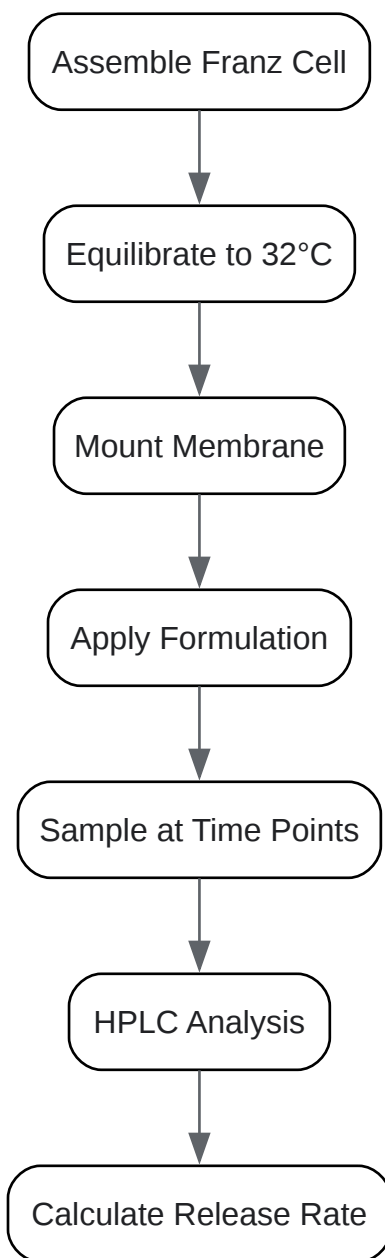 Assemble Franz Cell
Equilibrate to 32°C
Mount Membrane
Apply Formulation
Sample at Time Points
HPLC Analysis
Calculate Release Rate